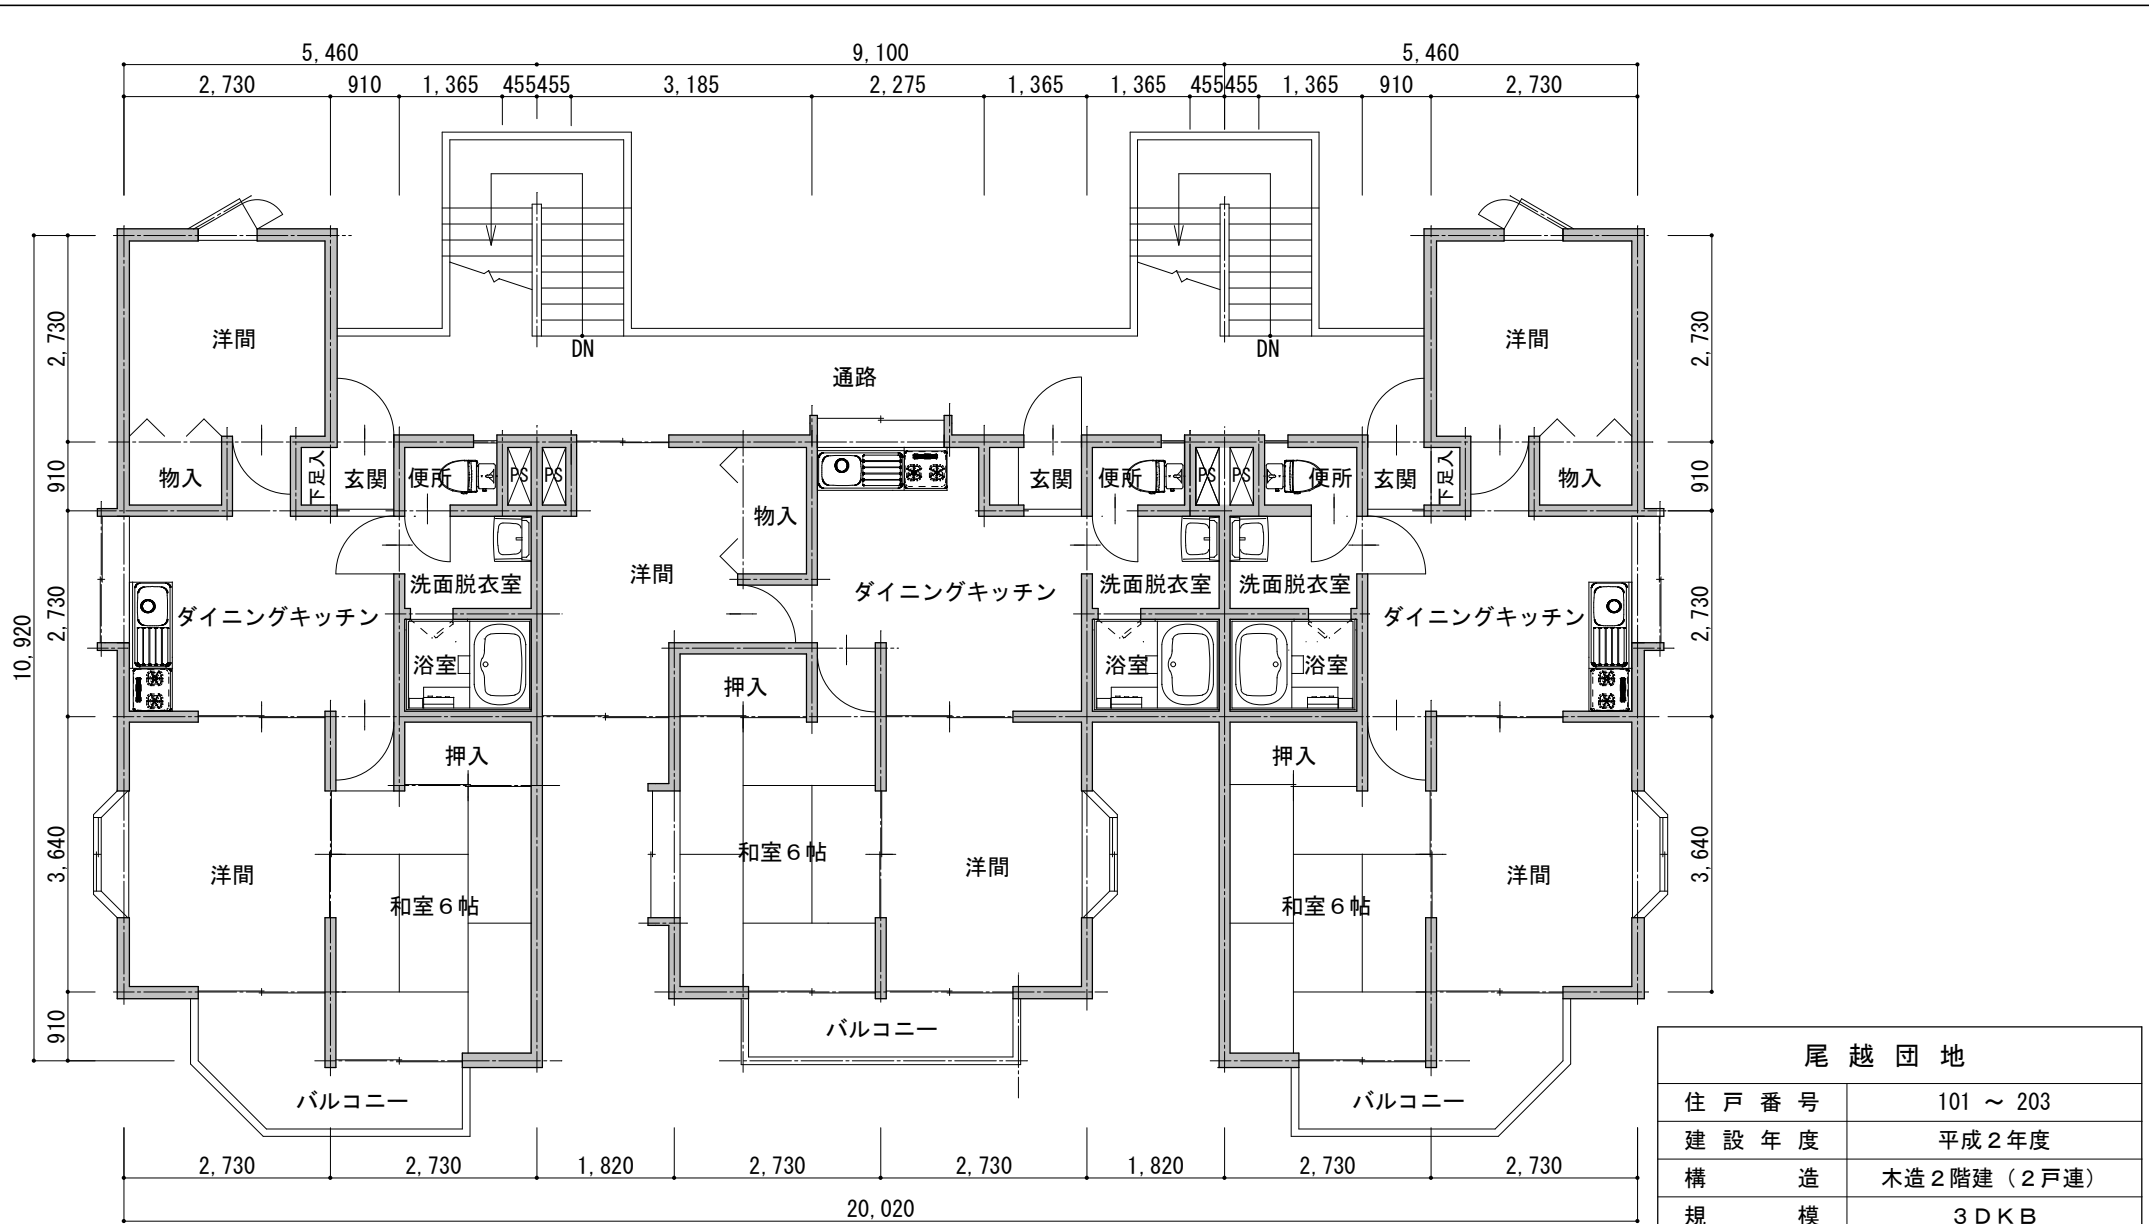 5,460 9,100 5,460
2,730 910 1,365 455 455 3,185 2,275 1,365 1,365 455 455 1,365 910 2,730
10,920
2,730 910 2,730 3,640 910
2,730 910 2,730 3,640
洋間 DN DN 洋間
通路
物入 下足入 玄関 便所 PS PS 玄関 便所 PS PS 便所 玄関 下足入 物入
物入
洋間
洗面脱衣室 ダイニングキッチン 洗面脱衣室 洗面脱衣室
ダイニングキッチン ダイニングキッチン
浴室 浴室 浴室
押入
押入 押入
和室6帖
洋間 洋間 洋間
和室6帖 和室6帖
バルコニー
バルコニー バルコニー
2,730 2,730 1,820 2,730 2,730 1,820 2,730 2,730
20,020
尾越団地
住戸番号 101 ～ 203
建設年度 平成2年度
構造 木造2階建(2戸連)
規模 3DKB